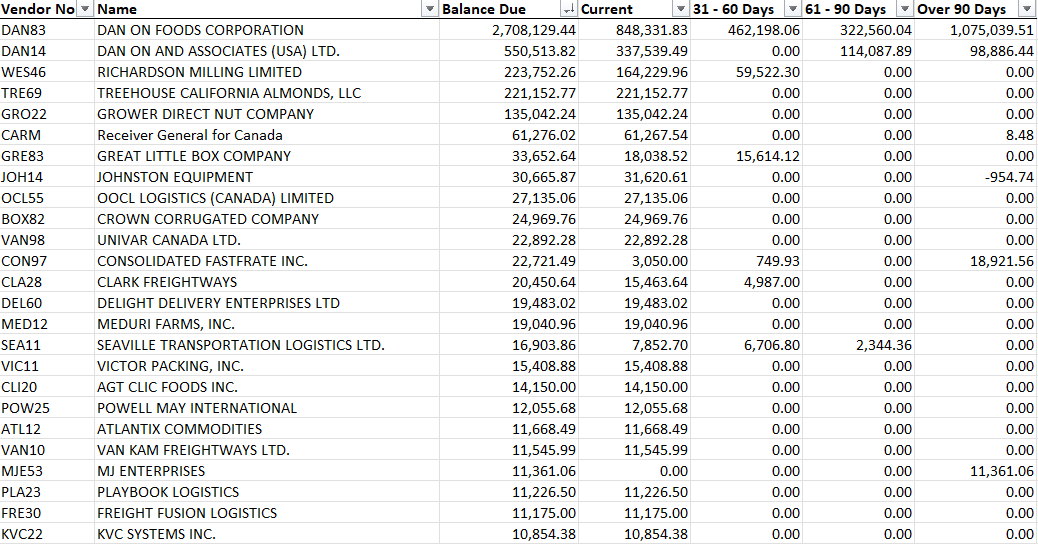 Vendor No Name Balance Due Current 31 - 60 Days 61 - 90 Days Over 90 Days
DAN83 DAN ON FOODS CORPORATION 2,708,129.44 848,331.83 462,198.06 322,560.04 1,075,039.51
DAN14 DAN ON AND ASSOCIATES (USA) LTD. 550,513.82 337,539.49 0.00 114,087.89 98,886.44
WES46 RICHARDSON MILLING LIMITED 223,752.26 164,229.96 59,522.30 0.00 0.00
TRE69 TREEHOUSE CALIFORNIA ALMONDS, LLC 221,152.77 221,152.77 0.00 0.00 0.00
GRO22 GROWER DIRECT NUT COMPANY 135,042.24 135,042.24 0.00 0.00 0.00
CARM Receiver General for Canada 61,276.02 61,267.54 0.00 0.00 8.48
GRE83 GREAT LITTLE BOX COMPANY 33,652.64 18,038.52 15,614.12 0.00 0.00
JOH14 JOHNSTON EQUIPMENT 30,665.87 31,620.61 0.00 0.00 -954.74
OCL55 OOCL LOGISTICS (CANADA) LIMITED 27,135.06 27,135.06 0.00 0.00 0.00
BOX82 CROWN CORRUGATED COMPANY 24,969.76 24,969.76 0.00 0.00 0.00
VAN98 UNIVAR CANADA LTD. 22,892.28 22,892.28 0.00 0.00 0.00
CON97 CONSOLIDATED FASTFRATE INC. 22,721.49 3,050.00 749.93 0.00 18,921.56
CLA28 CLARK FREIGHTWAYS 20,450.64 15,463.64 4,987.00 0.00 0.00
DEL60 DELIGHT DELIVERY ENTERPRISES LTD 19,483.02 19,483.02 0.00 0.00 0.00
MED12 MEDURI FARMS, INC. 19,040.96 19,040.96 0.00 0.00 0.00
SEA11 SEAVILLE TRANSPORTATION LOGISTICS LTD. 16,903.86 7,852.70 6,706.80 2,344.36 0.00
VIC11 VICTOR PACKING, INC. 15,408.88 15,408.88 0.00 0.00 0.00
CLI20 AGT CLIC FOODS INC. 14,150.00 14,150.00 0.00 0.00 0.00
POW25 POWELL MAY INTERNATIONAL 12,055.68 12,055.68 0.00 0.00 0.00
ATL12 ATLANTIX COMMODITIES 11,668.49 11,668.49 0.00 0.00 0.00
VAN10 VAN KAM FREIGHTWAYS LTD. 11,545.99 11,545.99 0.00 0.00 0.00
MJE53 MJ ENTERPRISES 11,361.06 0.00 0.00 0.00 11,361.06
PLA23 PLAYBOOK LOGISTICS 11,226.50 11,226.50 0.00 0.00 0.00
FRE30 FREIGHT FUSION LOGISTICS 11,175.00 11,175.00 0.00 0.00 0.00
KVC22 KVC SYSTEMS INC. 10,854.38 10,854.38 0.00 0.00 0.00